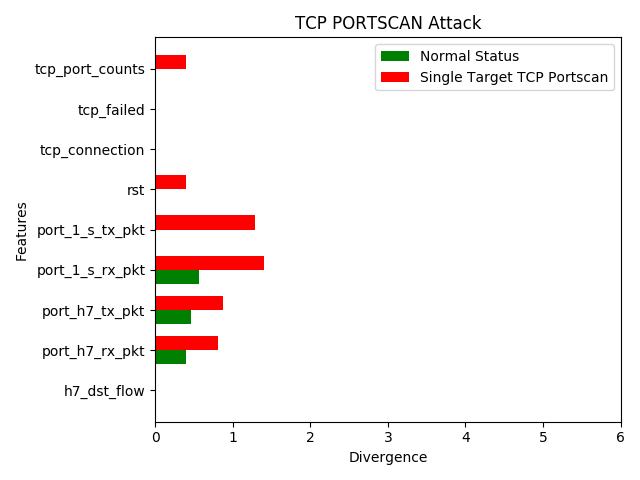 TCP PORTSCAN Attack
Normal Status
Single Target TCP Portscan
Features
tcp_port_counts
tcp_failed
tcp_connection
rst
port_1_s_tx_pkt
port_1_s_rx_pkt
port_h7_tx_pkt
port_h7_rx_pkt
h7_dst_flow
0 1 2 3 4 5 6
Divergence